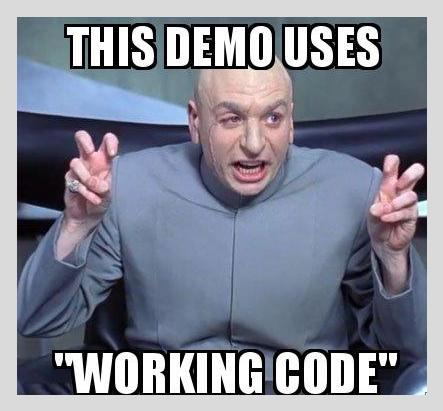 THIS DEMO USES
"WORKING CODE"